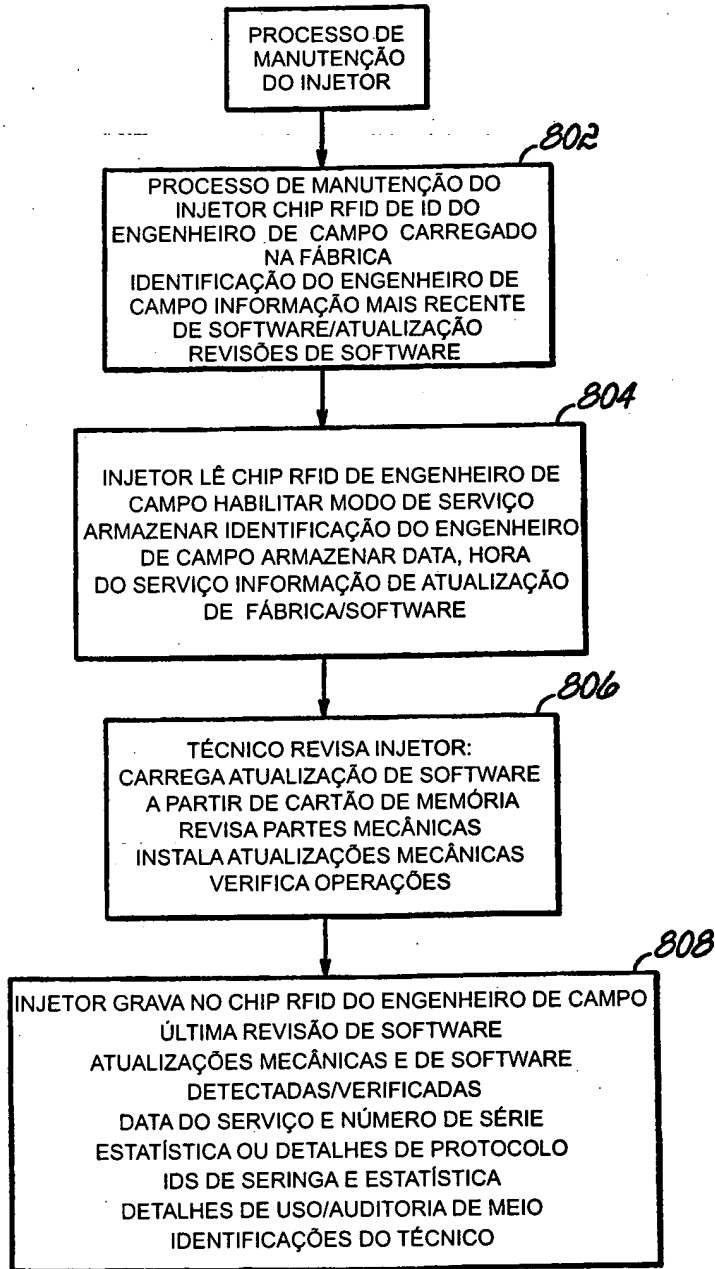 PROCESSO DE
MANUTENÇÃO
DO INJETOR
802
PROCESSO DE MANUTENÇÃO DO
INJETOR CHIP RFID DE ID DO
ENGENHEIRO DE CAMPO CARREGADO
NA FÁBRICA
IDENTIFICAÇÃO DO ENGENHEIRO DE
CAMPO INFORMAÇÃO MAIS RECENTE
DE SOFTWARE/ATUALIZAÇÃO
REVISÕES DE SOFTWARE
804
INJETOR LÊ CHIP RFID DE ENGENHEIRO DE
CAMPO HABILITAR MODO DE SERVIÇO
ARMAZENAR IDENTIFICAÇÃO DO ENGENHEIRO
DE CAMPO ARMAZENAR DATA, HORA
DO SERVIÇO INFORMAÇÃO DE ATUALIZAÇÃO
DE FÁBRICA/SOFTWARE
806
TÉCNICO REVISA INJETOR:
CARREGA ATUALIZAÇÃO DE SOFTWARE
A PARTIR DE CARTÃO DE MEMÓRIA
REVISA PARTES MECÂNICAS
INSTALA ATUALIZAÇÕES MECÂNICAS
VERIFICA OPERAÇÕES
808
INJETOR GRAVA NO CHIP RFID DO ENGENHEIRO DE CAMPO
ÚLTIMA REVISÃO DE SOFTWARE
ATUALIZAÇÕES MECÂNICAS E DE SOFTWARE
DETECTADAS/VERIFICADAS
DATA DO SERVIÇO E NÚMERO DE SÉRIE
ESTATÍSTICA OU DETALHES DE PROTOCOLO
IDS DE SERINGA E ESTATÍSTICA
DETALHES DE USO/AUDITORIA DE MEIO
IDENTIFICAÇÕES DO TÉCNICO